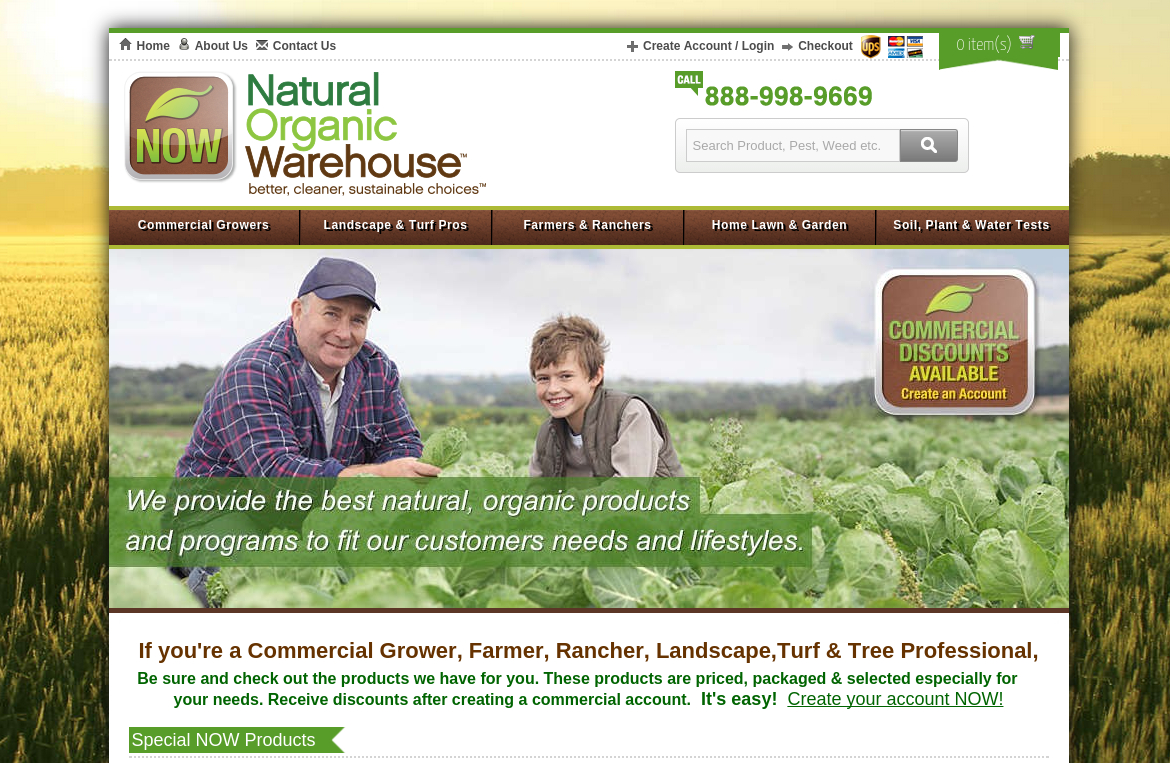 Home About Us Contact Us Create Account / Login Checkout ups 0 item(s)
CALL
888-998-9669
NOW
Natural
Organic
Warehouse™
better, cleaner, sustainable choices™
Search Product, Pest, Weed etc.
Commercial Growers Landscape & Turf Pros Farmers & Ranchers Home Lawn & Garden Soil, Plant & Water Tests
COMMERCIAL
DISCOUNTS
AVAILABLE
Create an Account
We provide the best natural, organic products
and programs to fit our customers needs and lifestyles.
If you're a Commercial Grower, Farmer, Rancher, Landscape,Turf & Tree Professional,
Be sure and check out the products we have for you. These products are priced, packaged & selected especially for
your needs. Receive discounts after creating a commercial account. It's easy! Create your account NOW!
Special NOW Products